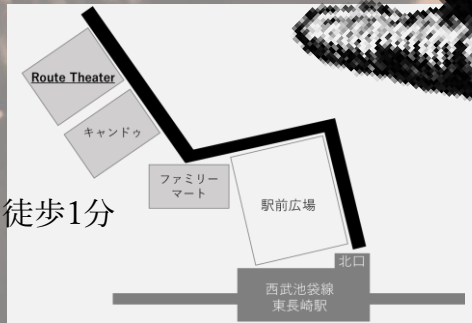 Route Theater
キャンドゥ
ファミリー
マート
徒歩1分
駅前広場
北口
西武池袋線
東長崎駅